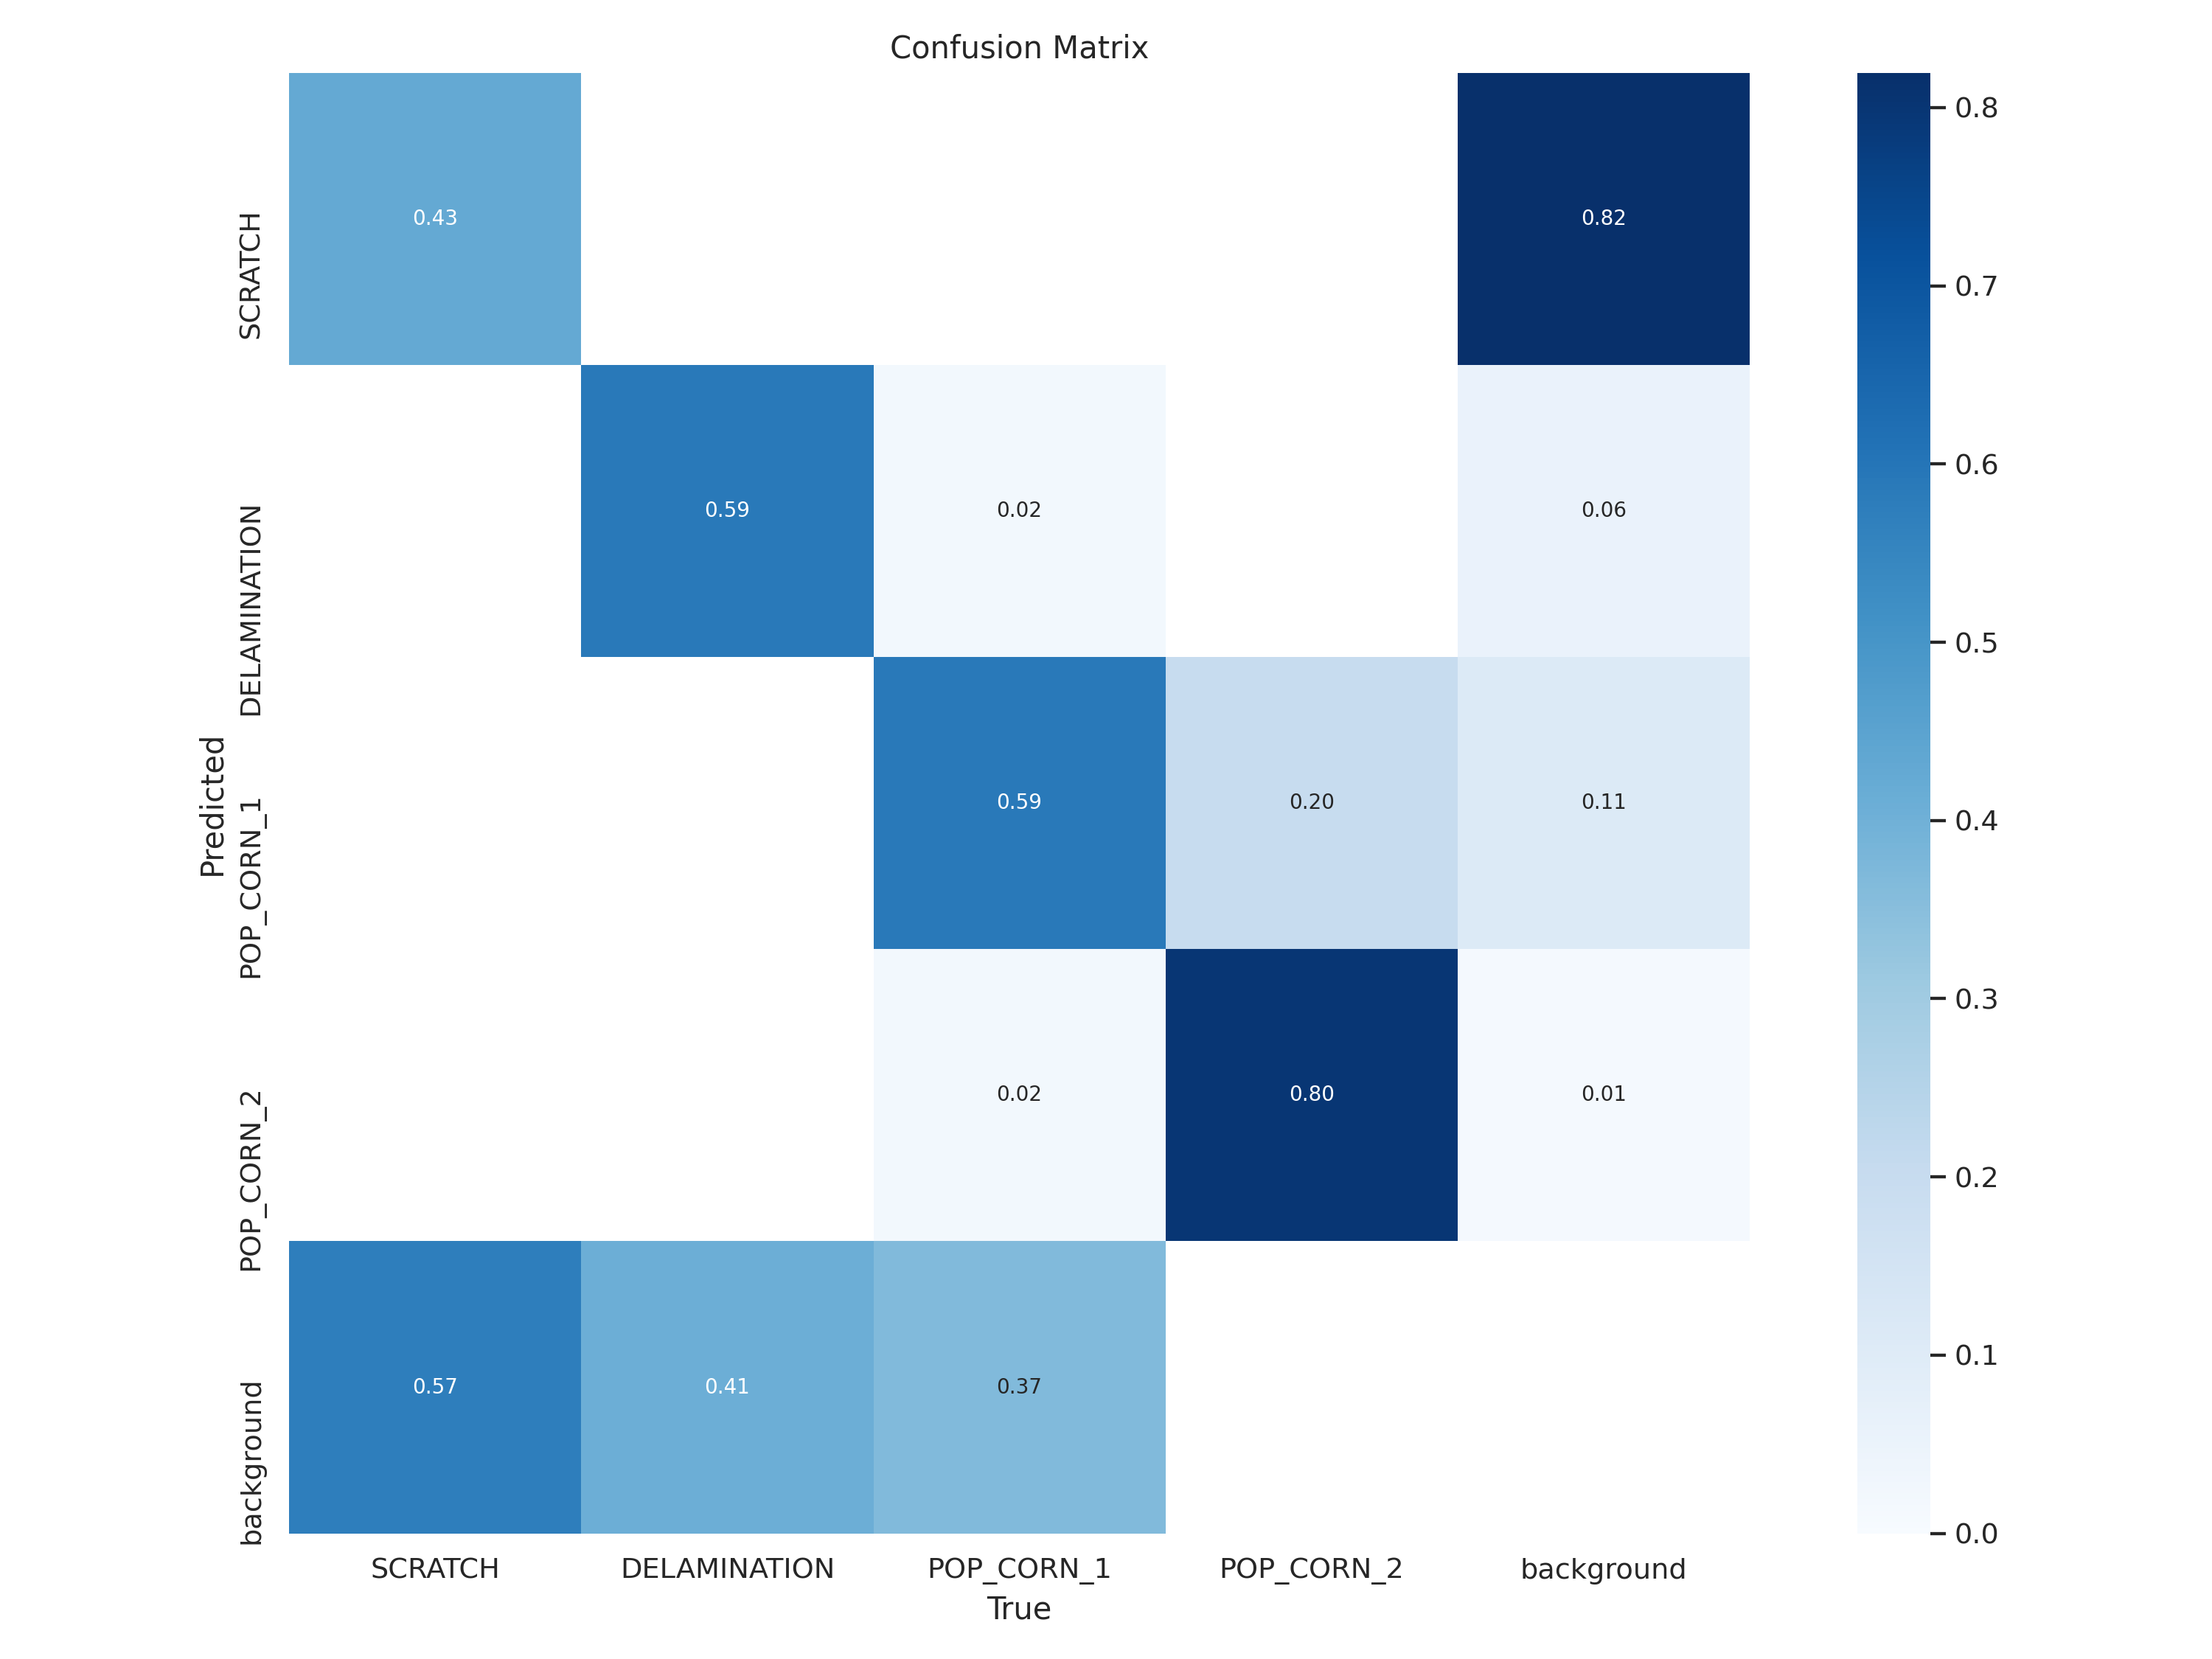 Confusion Matrix
SCRATCH
DELAMINATION
POP_CORN_1
POP_CORN_2
background
Predicted
0.43 0.82
0.59 0.02 0.06
0.59 0.20 0.11
0.02 0.80 0.01
0.57 0.41 0.37
SCRATCH DELAMINATION POP_CORN_1 POP_CORN_2 background
True
0.8
0.7
0.6
0.5
0.4
0.3
0.2
0.1
0.0